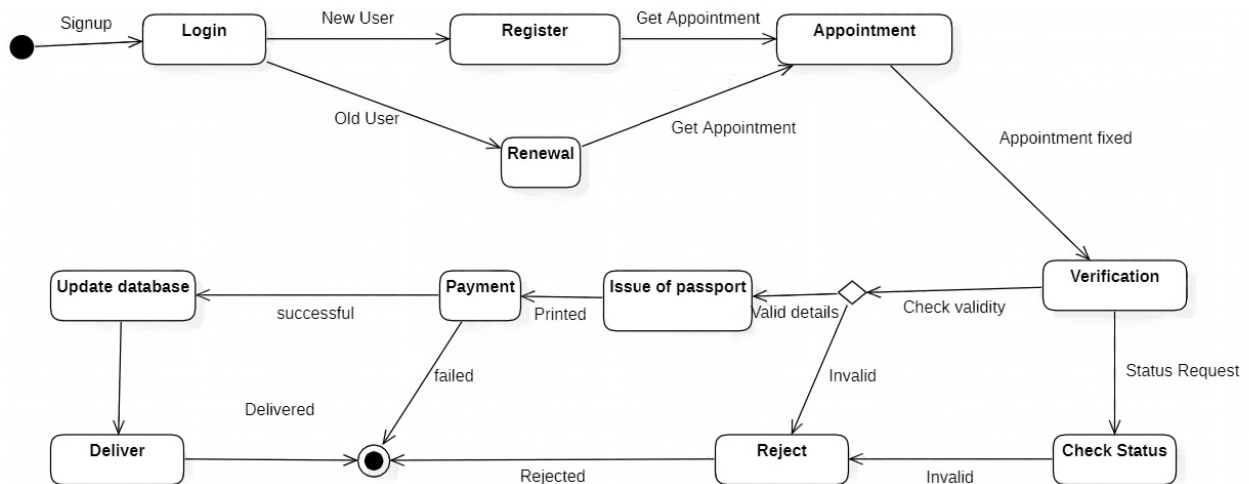 Signup
Login
New User
Register
Get Appointment
Appointment
Old User
Renewal
Get Appointment
Appointment fixed
Update database
successful
Payment
Printed
Issue of passport
Valid details
Check validity
Verification
failed
Invalid
Status Request
Delivered
Deliver
Rejected
Reject
Invalid
Check Status